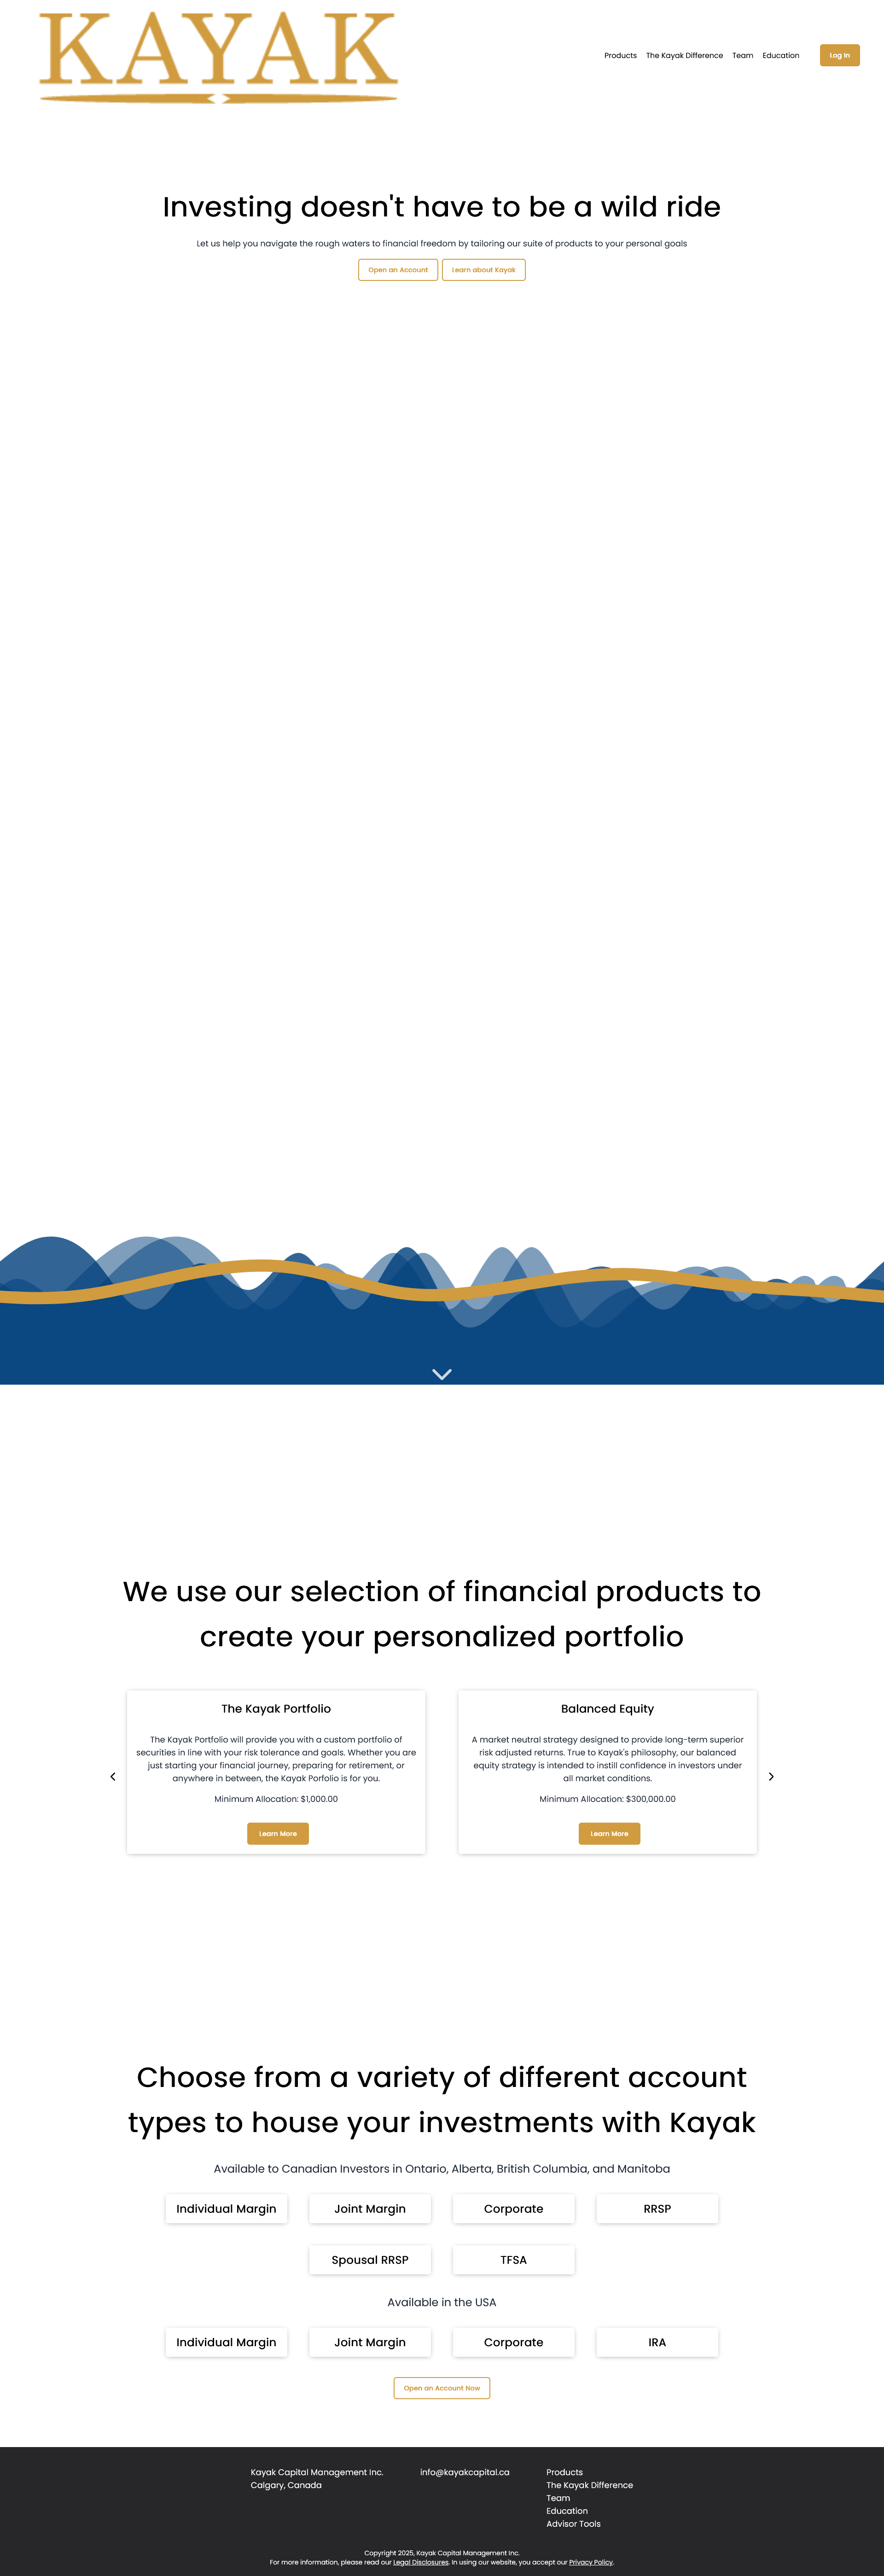 KAYAK
Products The Kayak Difference Team Education Log In
Investing doesn't have to be a wild ride
Let us help you navigate the rough waters to financial freedom by tailoring our suite of products to your personal goals
Open an Account Learn about Kayak
We use our selection of financial products to
create your personalized portfolio
The Kayak Portfolio
The Kayak Portfolio will provide you with a custom portfolio of
securities in line with your risk tolerance and goals. Whether you are
just starting your financial journey, preparing for retirement, or
anywhere in between, the Kayak Porfolio is for you.
Minimum Allocation: $1,000.00
Learn More
Balanced Equity
A market neutral strategy designed to provide long-term superior
risk adjusted returns. True to Kayak's philosophy, our balanced
equity strategy is intended to instill confidence in investors under
all market conditions.
Minimum Allocation: $300,000.00
Learn More
Choose from a variety of different account
types to house your investments with Kayak
Available to Canadian Investors in Ontario, Alberta, British Columbia, and Manitoba
Individual Margin Joint Margin Corporate RRSP
Spousal RRSP TFSA
Available in the USA
Individual Margin Joint Margin Corporate IRA
Open an Account Now
Kayak Capital Management Inc.
Calgary, Canada
info@kayakcapital.ca
Products
The Kayak Difference
Team
Education
Advisor Tools
Copyright 2025, Kayak Capital Management Inc.
For more information, please read our Legal Disclosures. In using our website, you accept our Privacy Policy.